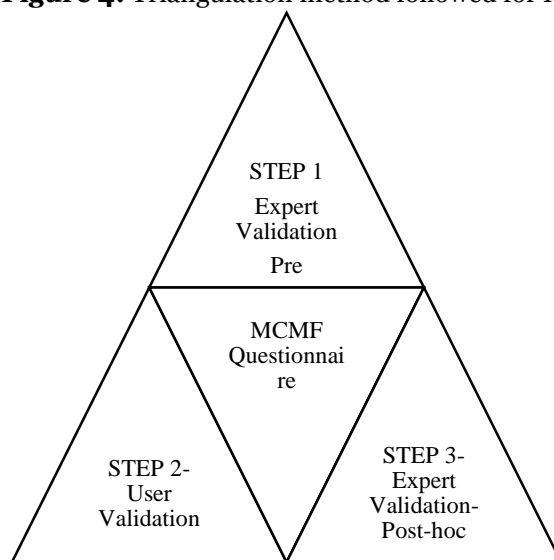 Figure 4. Triangulation method followed for
STEP 1
Expert
Validation
Pre
MCMF
Questionnai
re
STEP 2-
User
Validation
STEP 3-
Expert
Validation-
Post-hoc